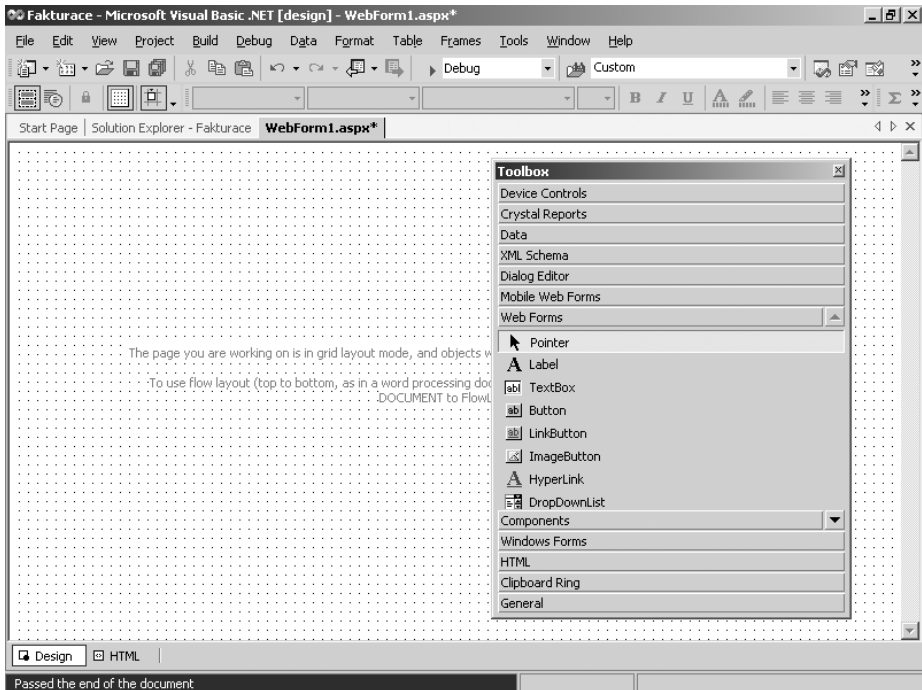 Fakturace - Microsoft Visual Basic .NET [design] - WebForm1.aspx*
File Edit View Project Build Debug Data Format Table Frames Tools Window Help
Debug Custom
B I U Σ
Start Page Solution Explorer - Fakturace WebForm1.aspx*
Toolbox
Device Controls
Crystal Reports
Data
XML Schema
Dialog Editor
Mobile Web Forms
Web Forms
Pointer
The page you are working on is in grid layout mode, and objects
A Label
To use flow layout (top to bottom, as in a word processing
abl TextBox
DOCUMENT to
ab Button
ab LinkButton
ImageButton
A HyperLink
DropDownList
Components
Windows Forms
HTML
Clipboard Ring
General
Design HTML
Passed the end of the document